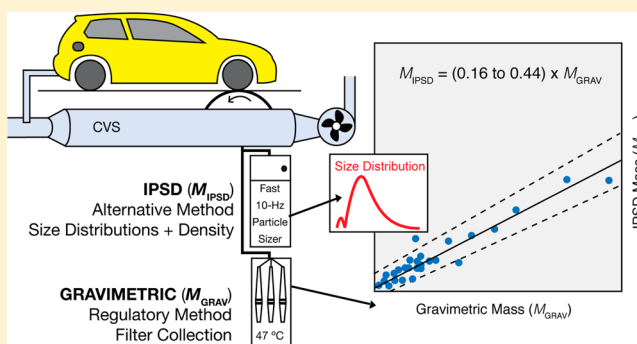 CVS
IPSD (M_IPSD)
Alternative Method
Size Distributions + Density
Fast
10-Hz
Particle
Sizer
Size Distribution
GRAVIMETRIC (M_GRAV)
Regulatory Method
Filter Collection
47 ºC
M_IPSD = (0.16 to 0.44) x M_GRAV
Gravimetric Mass (M_GRAV)
IPSD Mass (M